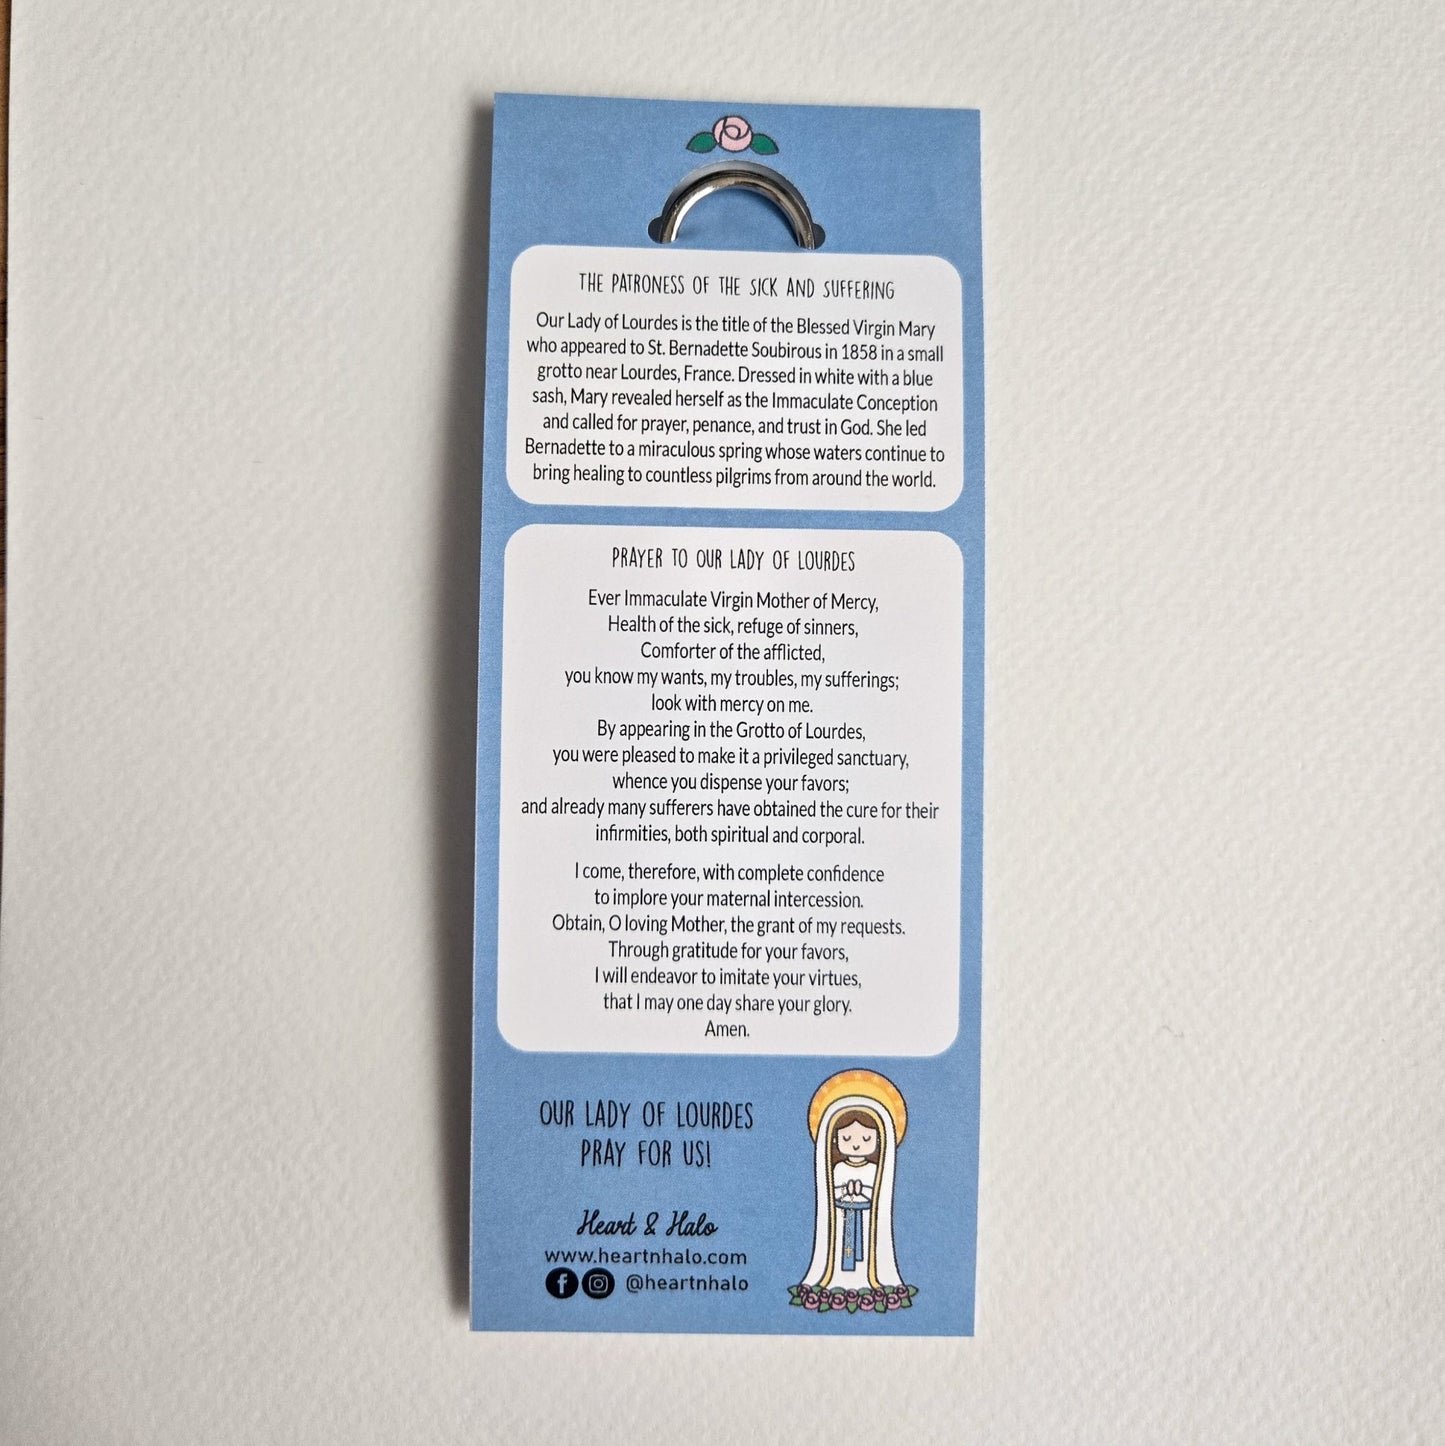 THE PATRONESS OF THE SICK AND SUFFERING
Our Lady of Lourdes is the title of the Blessed Virgin Mary
who appeared to St. Bernadette Soubirous in 1858 in a small
grotto near Lourdes, France. Dressed in white with a blue
sash, Mary revealed herself as the Immaculate Conception
and called for prayer, penance, and trust in God. She led
Bernadette to a miraculous spring whose waters continue to
bring healing to countless pilgrims from around the world.
PRAYER TO OUR LADY OF LOURDES
Ever Immaculate Virgin Mother of Mercy,
Health of the sick, refuge of sinners,
Comforter of the afflicted,
you know my wants, my troubles, my sufferings;
look with mercy on me.
By appearing in the Grotto of Lourdes,
you were pleased to make it a privileged sanctuary,
whence you dispense your favors;
and already many sufferers have obtained the cure for their
infirmities, both spiritual and corporal.
I come, therefore, with complete confidence
to implore your maternal intercession.
Obtain, O loving Mother, the grant of my requests.
Through gratitude for your favors,
I will endeavor to imitate your virtues,
that I may one day share your glory.
Amen.
OUR LADY OF LOURDES
PRAY FOR US!
Heart & Halo
www.heartnhalo.com
@heartnhalo